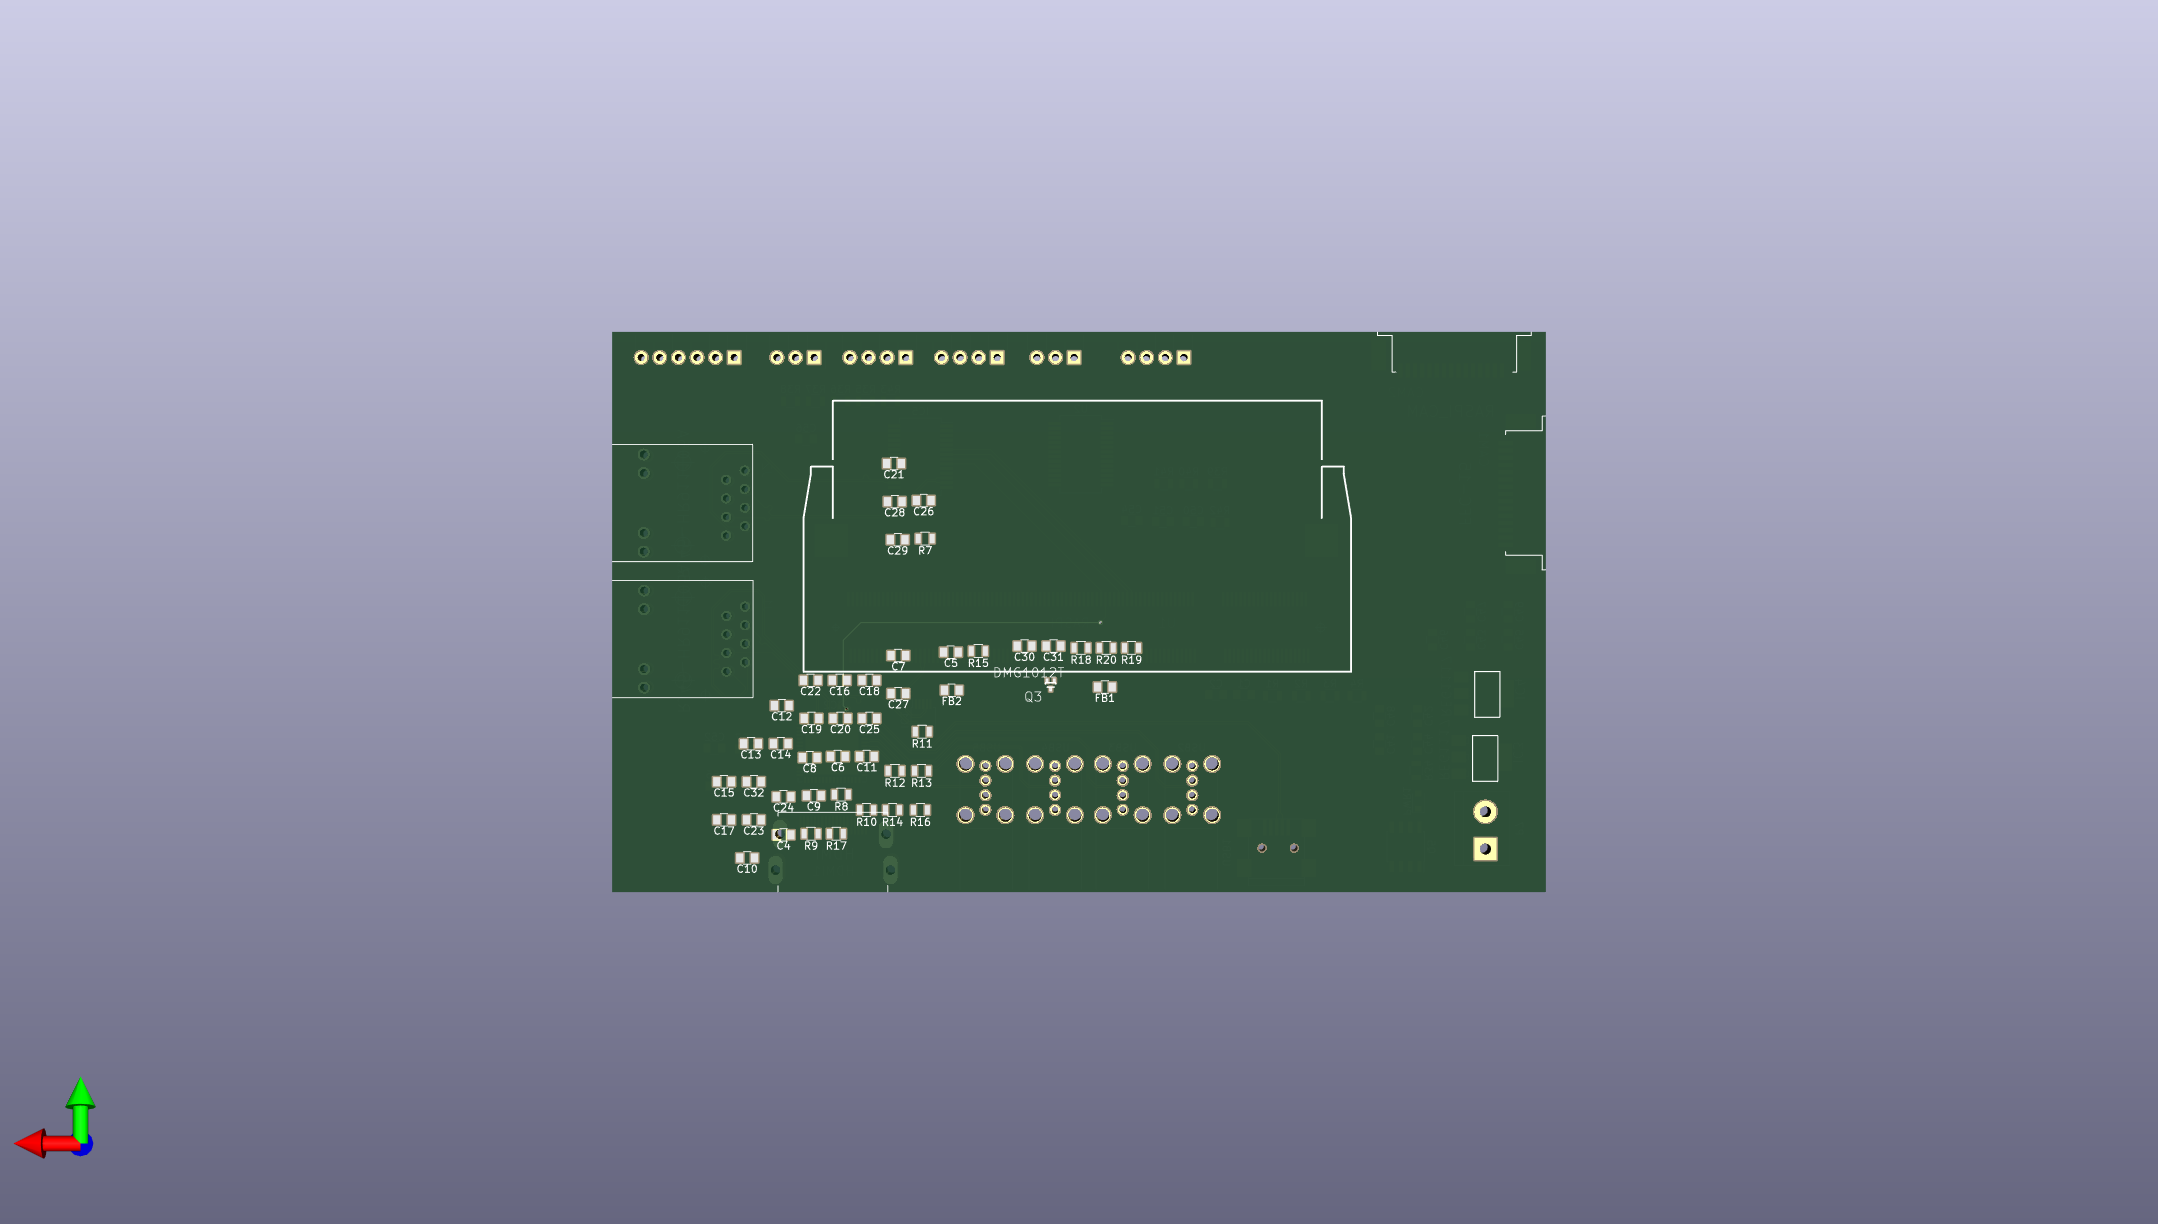 C21
C28 C26
C29 R7
C7 C5 R15 C30 C31 R18 R20 R19
DMG1012T
C22 C16 C18 C27 FB2 Q3 FB1
C12
C19 C20 C25
R11
C13 C14 C8 C6 C11
R12 R13
C15 C32 C24 C9 R8
R10 R14 R16
C17 C23 C4 R9 R17
C10